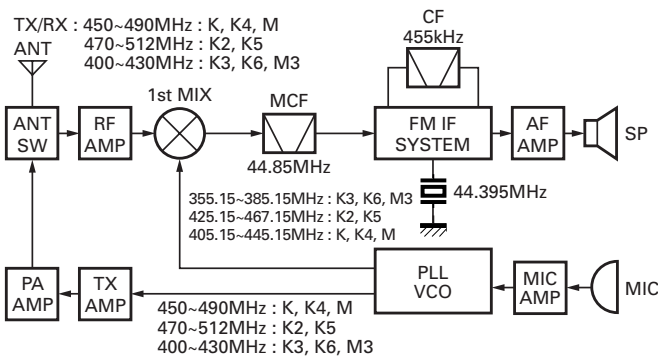 TX/RX : 450~490MHz : K, K4, M
470~512MHz : K2, K5
400~430MHz : K3, K6, M3
ANT
CF
455kHz
1st MIX
MCF
ANT
SW
RF
AMP
FM IF
SYSTEM
AF
AMP
SP
44.85MHz
44.395MHz
355.15~385.15MHz : K3, K6, M3
425.15~467.15MHz : K2, K5
405.15~445.15MHz : K, K4, M
PA
AMP
TX
AMP
PLL
VCO
MIC
AMP
MIC
450~490MHz : K, K4, M
470~512MHz : K2, K5
400~430MHz : K3, K6, M3